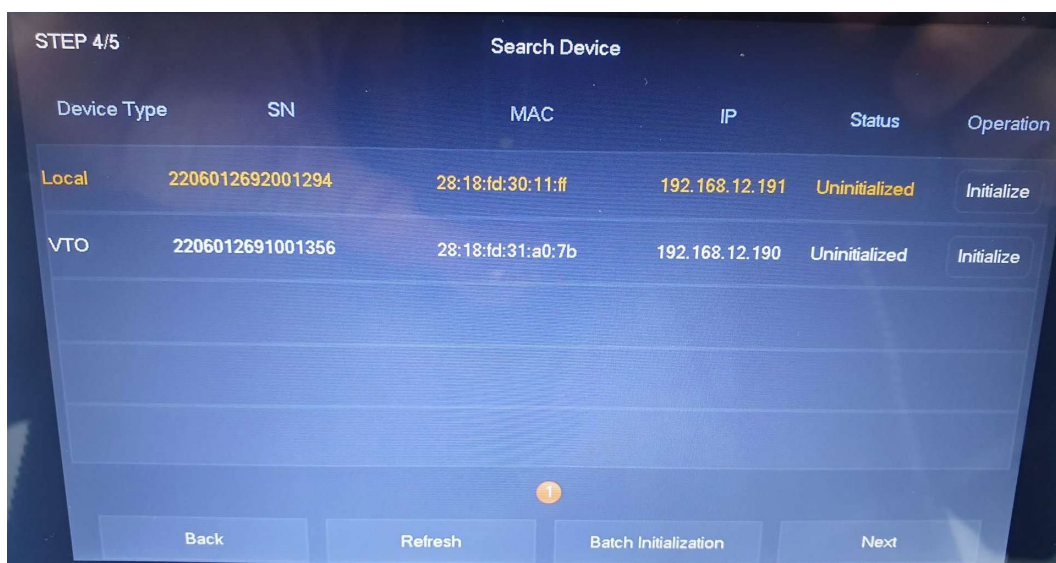 STEP 4/5
Search Device
Device Type SN MAC IP Status Operation
Local 2206012692001294 28:18:fd:30:11:ff 192.168.12.191 Uninitialized Initialize
VTO 2206012691001356 28:18:fd:31:a0:7b 192.168.12.190 Uninitialized Initialize
1
Back Refresh Batch Initialization Next